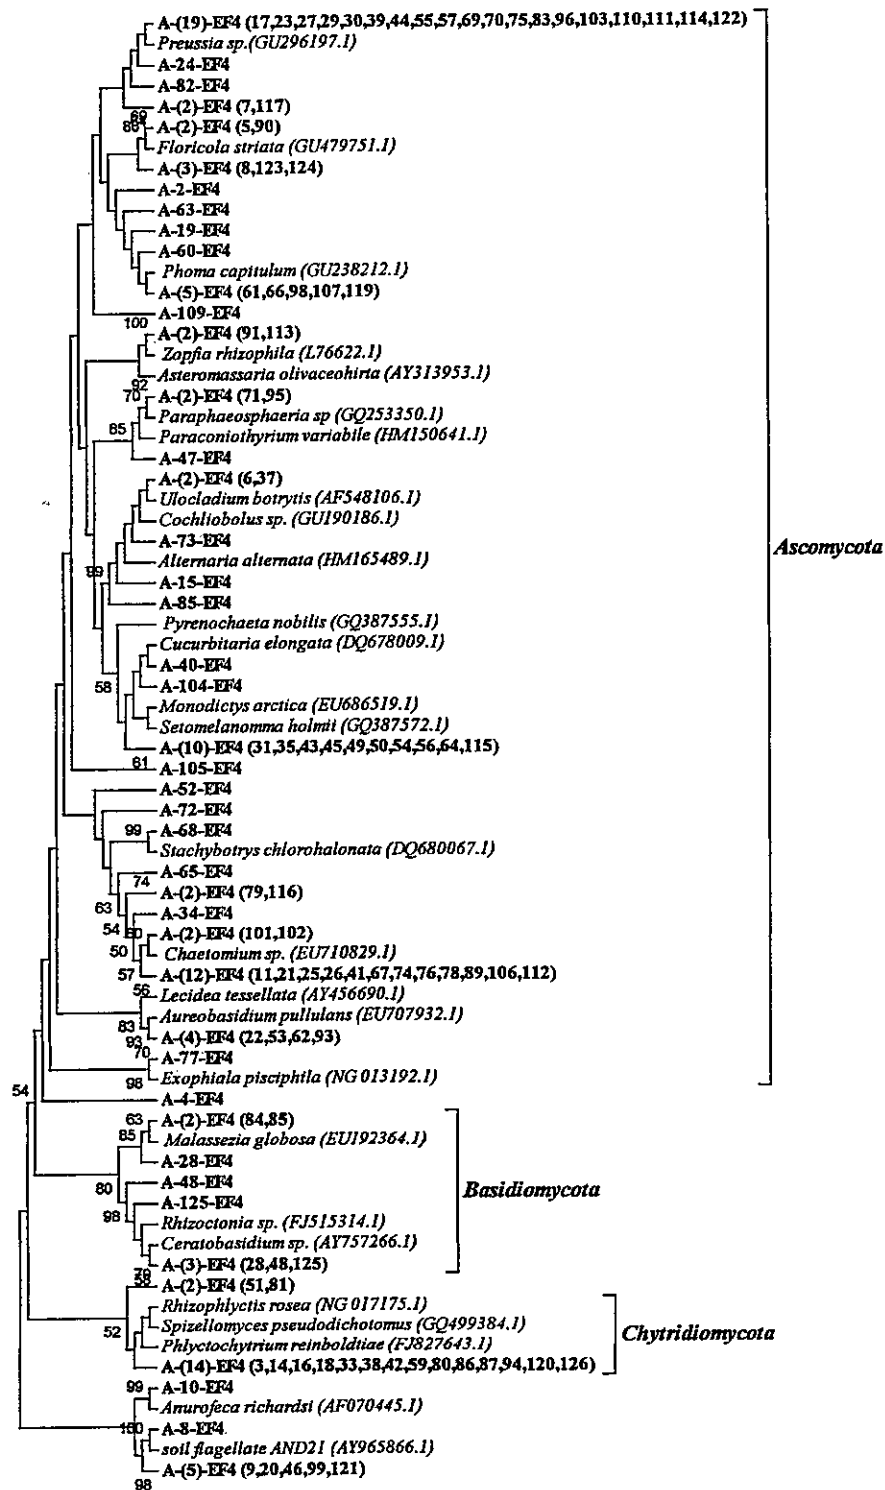 A-(19)-EF4 (17,23,27,29,30,39,44,55,57,69,70,75,83,96,103,110,111,114,122)
Preussia sp.(GU296197.1)
A-24-EF4
A-82-EF4
A-(2)-EF4 (7,117)
69
88
A-(2)-EF4 (5,90)
Floricola striata (GU479751.1)
A-(3)-EF4 (8,123,124)
A-2-EF4
A-63-EF4
A-19-EF4
A-60-EF4
Phoma capitulum (GU238212.1)
A-(5)-EF4 (61,66,98,107,119)
A-109-EF4
100
A-(2)-EF4 (91,113)
Zopfia rhizophila (L76622.1)
Asteromassaria olivaceohirta (AY313953.1)
92
70
A-(2)-EF4 (71,95)
Paraphaeosphaeria sp (GQ253350.1)
85
Paraconiothyrium variabile (HM150641.1)
A-47-EF4
A-(2)-EF4 (6,37)
Ulocladium botrytis (AF548106.1)
Cochliobolus sp. (GU190186.1)
A-73-EF4
Ascomycota
Alternaria alternata (HM165489.1)
99
A-15-EF4
A-85-EF4
Pyrenochaeta nobilis (GQ387555.1)
Cucurbitaria elongata (DQ678009.1)
A-40-EF4
58
A-104-EF4
Monodictys arctica (EU686519.1)
Setomelanomma holmii (GQ387572.1)
A-(10)-EF4 (31,35,43,45,49,50,54,56,64,115)
61
A-105-EF4
A-52-EF4
A-72-EF4
99
A-68-EF4
Stachybotrys chlorohalonata (DQ680067.1)
A-65-EF4
74
A-(2)-EF4 (79,116)
63
A-34-EF4
54
60
A-(2)-EF4 (101,102)
50
Chaetomium sp. (EU710829.1)
57
A-(12)-EF4 (11,21,25,26,41,67,74,76,78,89,106,112)
56
Lecidea tessellata (AY456690.1)
Aureobasidium pullulans (EU707932.1)
83
93
A-(4)-EF4 (22,53,62,93)
70
A-77-EF4
98
Exophiala pisciphila (NG 013192.1)
54
A-4-EF4
63
A-(2)-EF4 (84,85)
85
Malassezia globosa (EU192364.1)
A-28-EF4
80
A-48-EF4
Basidiomycota
A-125-EF4
98
Rhizoctonia sp. (FJ515314.1)
Ceratobasidium sp. (AY757266.1)
A-(3)-EF4 (28,48,125)
A-(2)-EF4 (51,81)
Rhizophlyctis rosea (NG 017175.1)
52
Spizellomyces pseudodichotomus (GQ499384.1)
Chytridiomycota
Phlyctochytrium reinboldtiae (FJ827643.1)
A-(14)-EF4 (3,14,16,18,33,38,42,59,80,86,87,94,120,126)
99
A-10-EF4
Anurofeca richardsi (AF070445.1)
100
A-8-EF4
soil flagellate AND21 (AY965866.1)
A-(5)-EF4 (9,20,46,99,121)
98